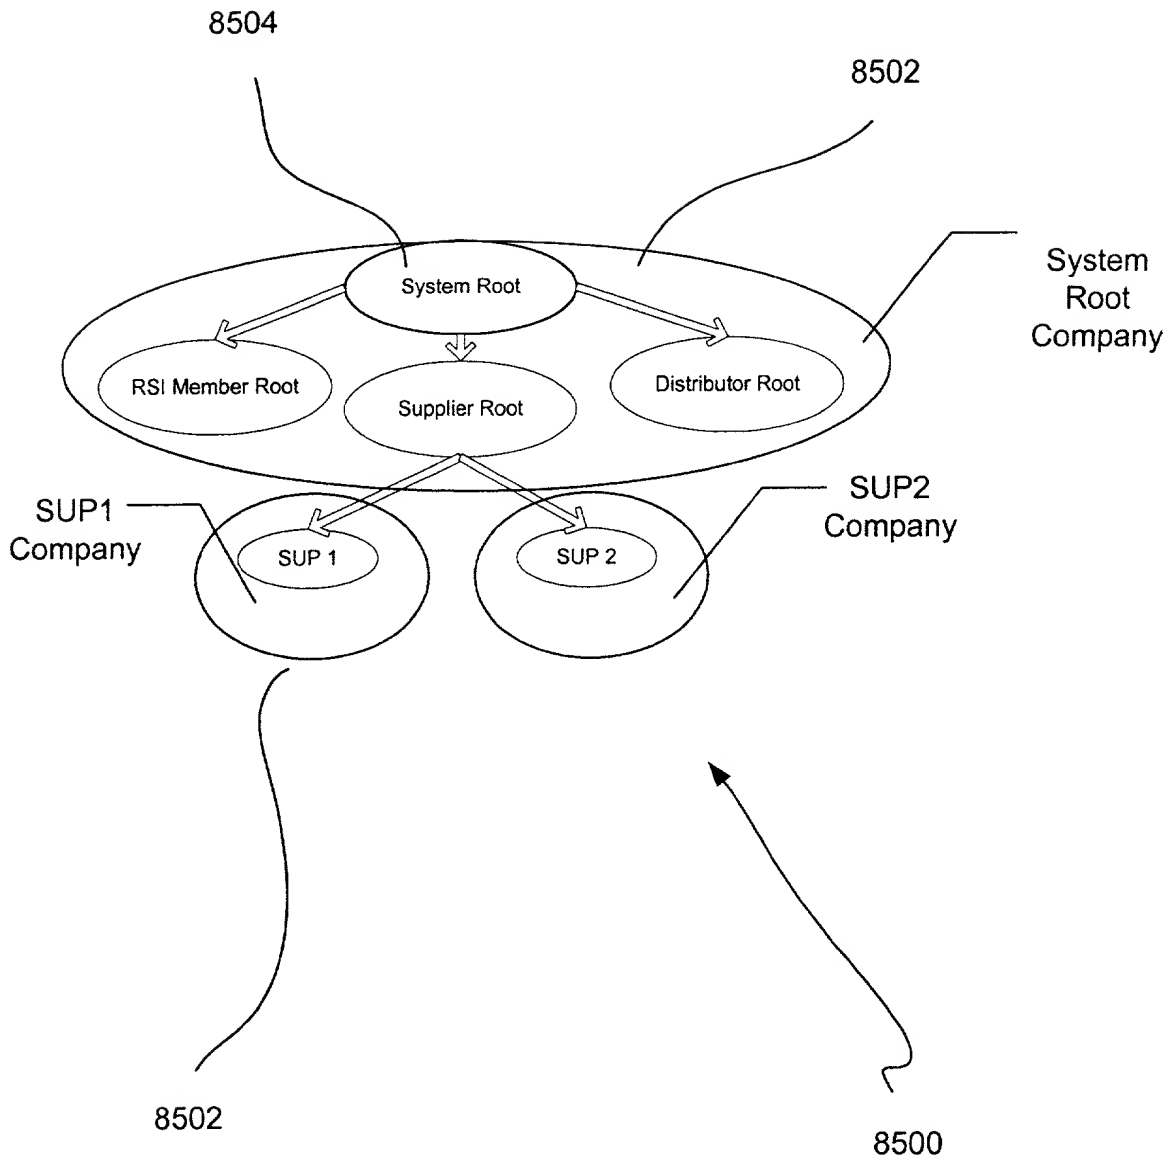 8504
8502
System
Root
Company
System Root
RSI Member Root
Supplier Root
Distributor Root
SUP1
Company
SUP2
Company
SUP 1
SUP 2
8502
8500